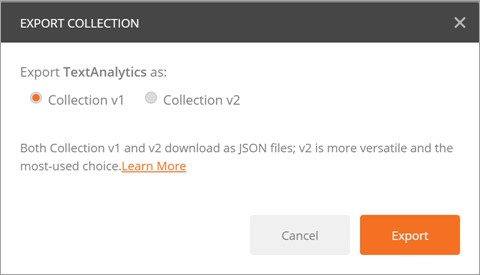 EXPORT COLLECTION
Export TextAnalytics as:
Collection v1 Collection v2
Both Collection v1 and v2 download as JSON files; v2 is more versatile and the
most-used choice.Learn More
Cancel Export